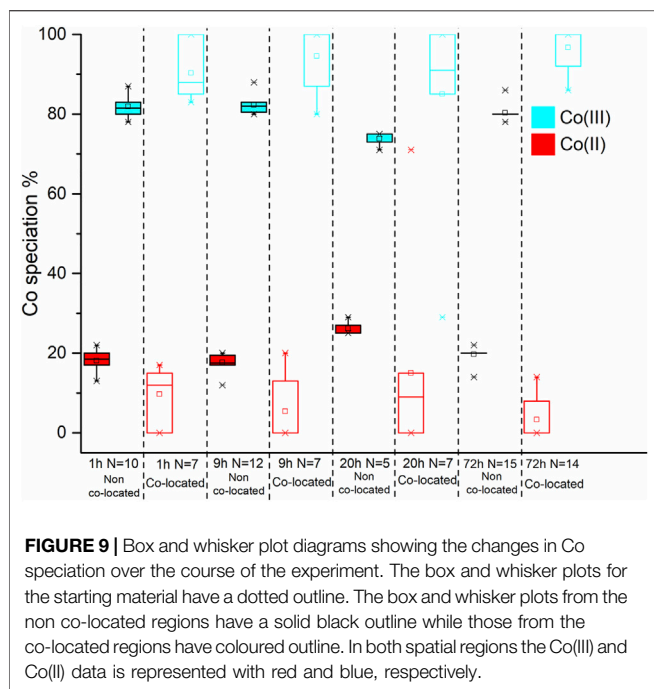 100
80
60
40
20
0
Co speciation %
Co(III)
Co(II)
1h N=10 1h N=7 9h N=12 9h N=7 20h N=5 20h N=7 72h N=15 72h N=14
Non Co-located Non Co-located Non Co-located Non Co-located
co-located co-located co-located co-located
FIGURE 9 | Box and whisker plot diagrams showing the changes in Co
speciation over the course of the experiment. The box and whisker plots for
the starting material have a dotted outline. The box and whisker plots from the
non co-located regions have a solid black outline while those from the
co-located regions have coloured outline. In both spatial regions the Co(III) and
Co(II) data is represented with red and blue, respectively.